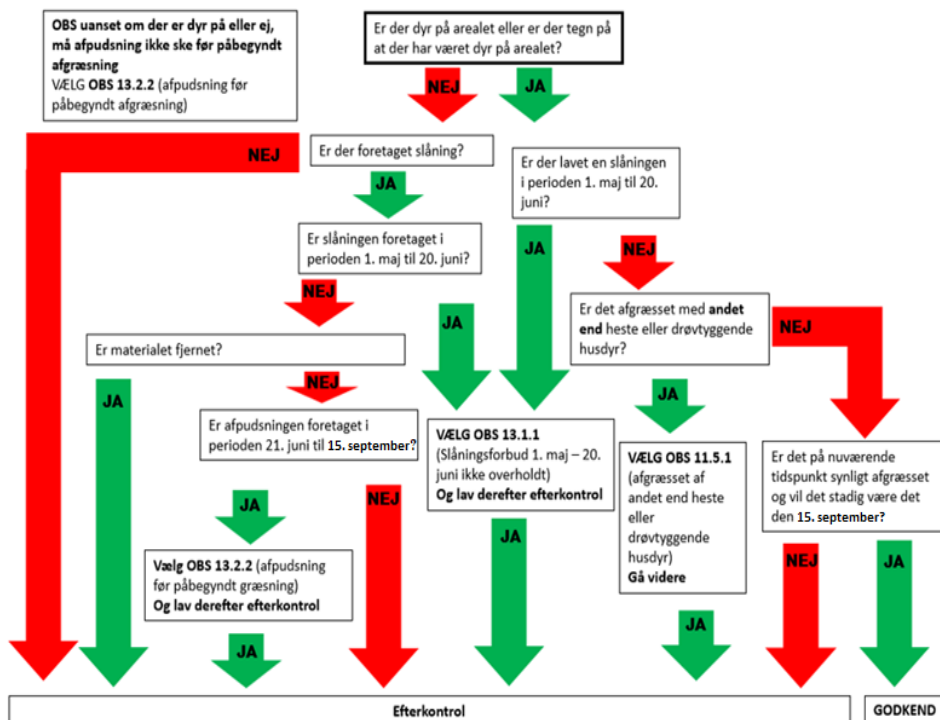 OBS uanset om der er dyr på eller ej,
må afpudsning ikke ske før påbegyndt
afgræsning
VÆLG OBS 13.2.2 (afpudsning før
påbegyndt afgræsning)
Er der dyr på arealet eller er der tegn på
at der har været dyr på arealet?
NEJ
JA
NEJ
Er der foretaget slåning?
JA
Er der lavet en slåningen
i perioden 1. maj til 20.
juni?
Er slåningen foretaget i
perioden 1. maj til 20. juni?
JA
NEJ
NEJ
JA
Er det afgræsset med andet
end heste eller drøvtyggende
husdyr?
NEJ
Er materialet fjernet?
JA
NEJ
JA
Er afpudsningen foretaget i
perioden 21. juni til 15. september?
VÆLG OBS 13.1.1
(Slåningsforbud 1. maj – 20.
juni ikke overholdt)
Og lav derefter efterkontrol
VÆLG OBS 11.5.1
(afgræsset af
andet end heste
eller
drøvtyggende
husdyr)
Gå videre
Er det på nuværende
tidspunkt synligt afgræsset
og vil det stadig være det
den 15. september?
JA
NEJ
JA
NEJ
JA
Vælg OBS 13.2.2 (afpudsning
før påbegyndt græsning)
Og lav derefter efterkontrol
JA
JA
Efterkontrol
GODKEND